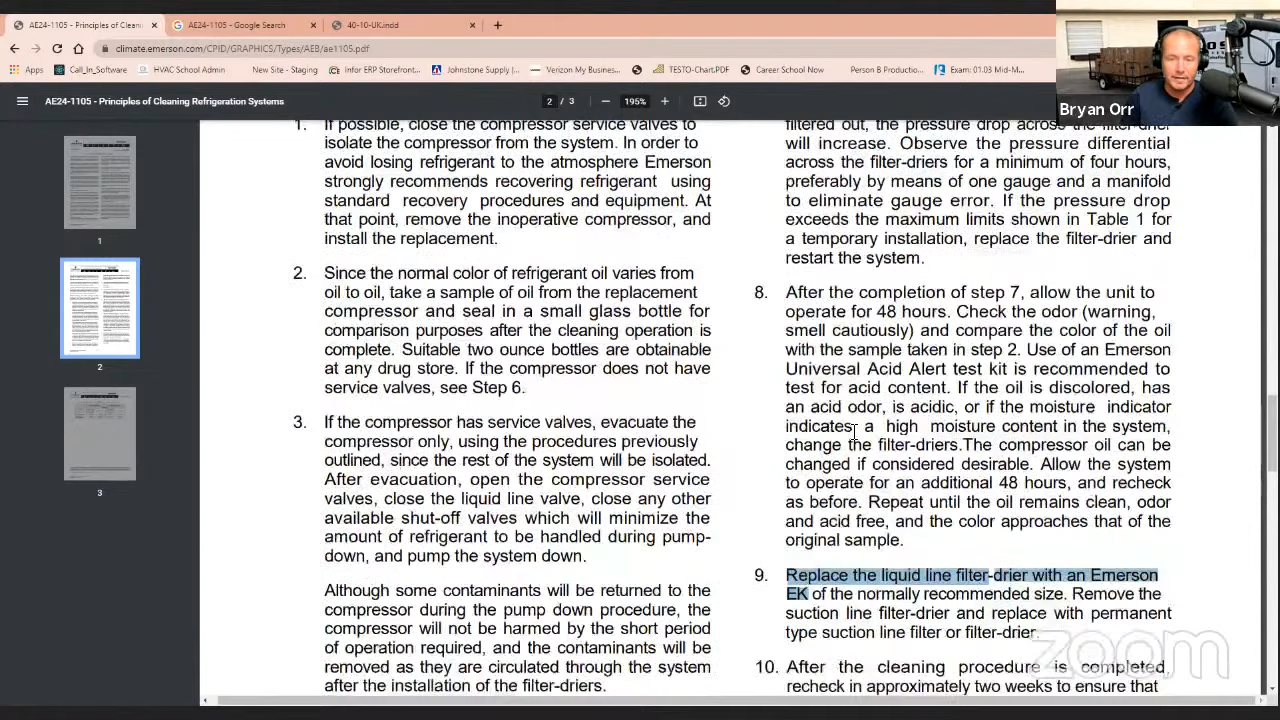 AE24-1105 - Principles of Clean
AE24-1105 - Google Search
40-10-UK.indd
climate.emerson.com/CPID/GRAPHICS/Types/AEB/ae1105.pdf
Apps
Call_In_Software
HVAC School Admin
New Site - Staging
Infor EP Storefront...
Johnstone Supply...
Verizon My Busines...
TESTO-Chart.PDF
Career Now School
Person B Productio...
Exam: 01.03 Mid-M...
Bryan Orr
AE24-1105 - Principles of Cleaning Refrigeration Systems
2 / 3
195%
1
2
3
1. If possible, close the compressor service valves to
isolate the compressor from the system. In order to
avoid losing refrigerant to the atmosphere Emerson
strongly recommends recovering refrigerant using
standard recovery procedures and equipment. At
that point, remove the inoperative compressor, and
install the replacement.
2. Since the normal color of refrigerant oil varies from
oil to oil, take a sample of oil from the replacement
compressor and seal in a small glass bottle for
comparison purposes after the cleaning operation is
complete. Suitable two ounce bottles are obtainable
at any drug store. If the compressor does not have
service valves, see Step 6.
3. If the compressor has service valves, evacuate the
compressor only, using the procedures previously
outlined, since the rest of the system will be isolated.
After evacuation, open the compressor service
valves, close the liquid line valve, close any other
available shut-off valves which will minimize the
amount of refrigerant to be handled during pump-
down, and pump the system down.
Although some contaminants will be returned to the
compressor during the pump down procedure, the
compressor will not be harmed by the short period
of operation required, and the contaminants will be
removed as they are circulated through the system
after the installation of the filter-driers.
filtered out, the pressure drop across the filter-drier
will increase. Observe the pressure differential
across the filter-driers for a minimum of four hours,
preferably by means of one gauge and a manifold
to eliminate gauge error. If the pressure drop
exceeds the maximum limits shown in Table 1 for
a temporary installation, replace the filter-drier and
restart the system.
8. After the completion of step 7, allow the unit to
operate for 48 hours. Check the odor (warning,
smell cautiously) and compare the color of the oil
with the sample taken in step 2. Use of an Emerson
Universal Acid Alert test kit is recommended to
test for acid content. If the oil is discolored, has
an acid odor, is acidic, or if the moisture indicator
indicates a high moisture content in the system,
change the filter-driers.The compressor oil can be
changed if considered desirable. Allow the system
to operate for an additional 48 hours, and recheck
as before. Repeat until the oil remains clean, odor
and acid free, and the color approaches that of the
original sample.
9. Replace the liquid line filter-drier with an Emerson
EK of the normally recommended size. Remove the
suction line filter-drier and replace with permanent
type suction line filter or filter-drier.
10. After the cleaning procedure is completed,
recheck in approximately two weeks to ensure that
zoom